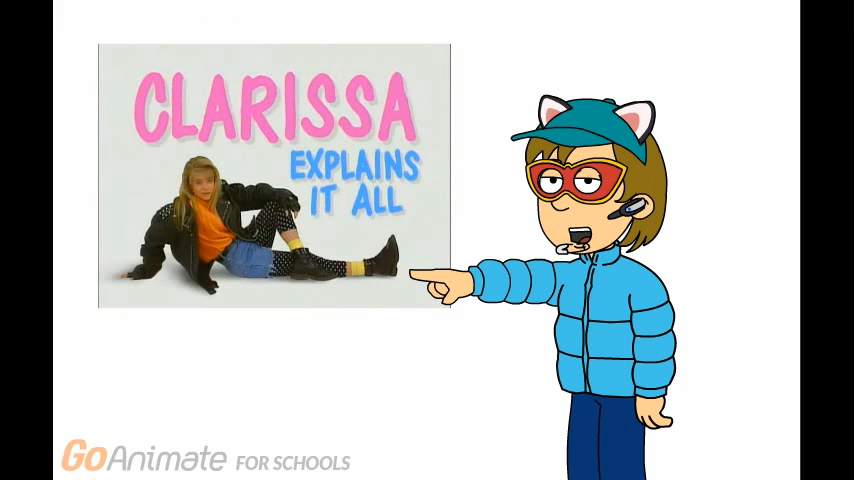 CLARISSA
EXPLAINS
IT ALL
GoAnimate FOR SCHOOLS